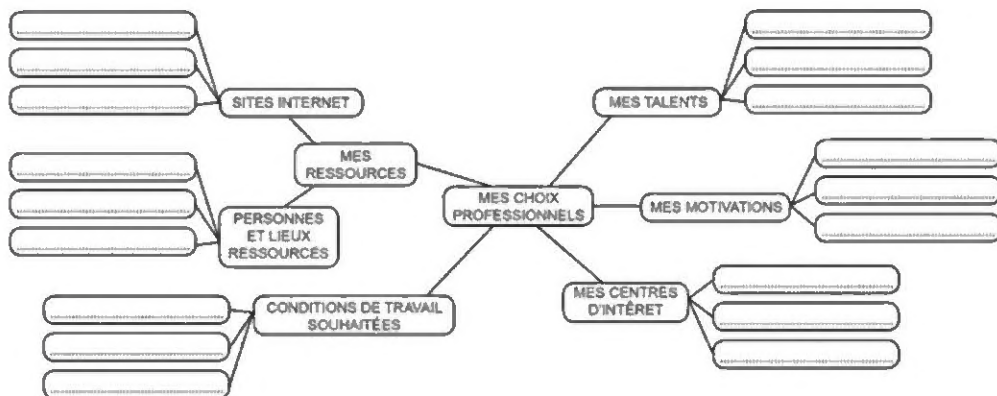 SITES INTERNET
MES TALENTS
MES
RESSOURCES
MES CHOIX
PROFESSIONNELS
MES MOTIVATIONS
PERSONNES
ET LIEUX
RESSOURCES
MES CENTRES
D'INTÉRET
CONDITIONS DE TRAVAIL
SOUHAITÉES